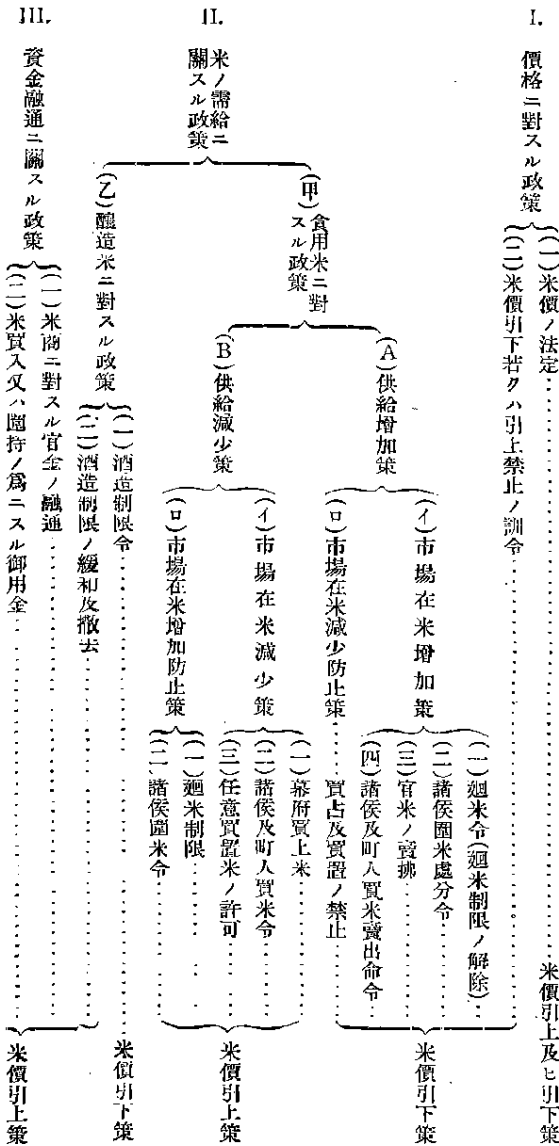 I.
價格ニ對スル政策
(一)米價ノ法定
米價引上及ヒ引下策
(二)米價引下若クハ引上禁止ノ訓令
II.
米ノ需給ニ
關スル政策
(甲)食用米ニ對
スル政策
(A)供給增加策
(イ)市場在米增加策
(一)廻米令(廻米制限ノ解除)
(二)諸侯圍米處分令
(三)官米ノ賣拂
(四)諸侯及町人買米賣出命令
(ロ)市場在米減少防止策
買占及買置ノ禁止
米價引下策
(B)供給減少策
(イ)市場在米減少策
(一)幕府買上米
(二)諸侯及町人買米令
(三)任意買置米ノ許可
(ロ)市場在米增加防止策
(一)廻米制限
(二)諸侯圍米令
米價引上策
(乙)釀造米ニ對スル政策
(一)酒造制限令
米價引下策
(二)酒造制限ノ緩和及撤去
III.
資金融通ニ關スル政策
(一)米商ニ對スル官金ノ融通
(二)米買入又ハ圍持ノ爲ニスル御用金
米價引上策